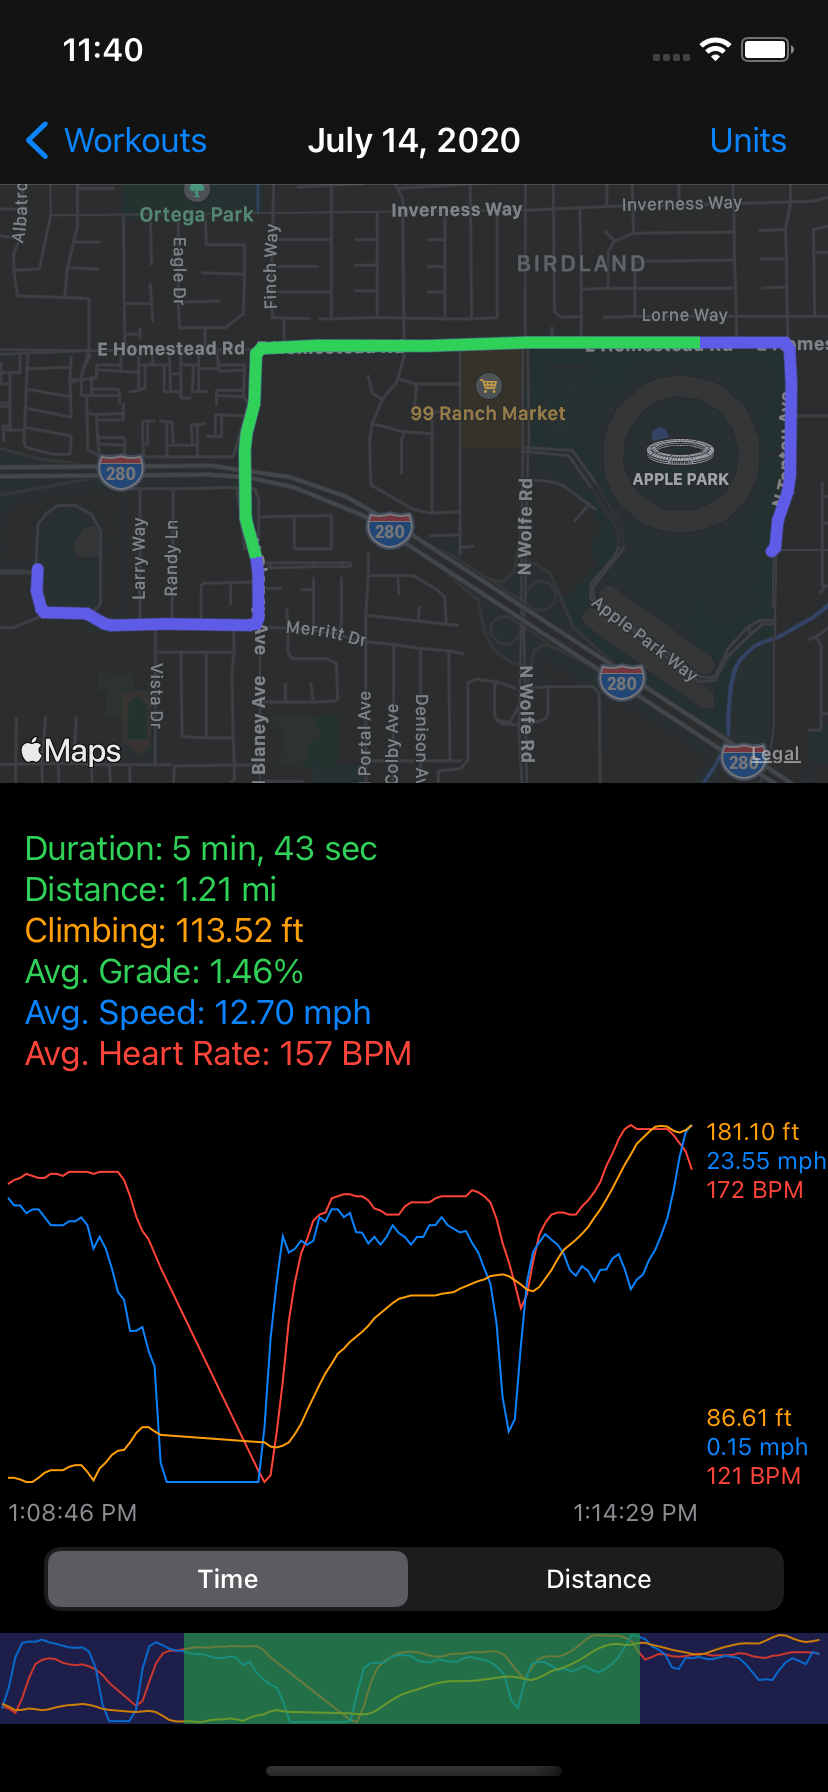 11:40
Workouts
July 14, 2020
Units
Ortega Park
Inverness Way
Inverness Way
Eagle Dr
Finch Way
BIRDLAND
Lorne Way
E Homestead Rd
99 Ranch Market
APPLE PARK
280
280
N Wolfe Rd
Larry Way
Randy Ln
Merritt Dr
Apple Park Way
280
Vista Dr
Blaney Ave
Portal Ave
Colby Ave
Denison
N Wolfe Rd
280
Maps
Legal
Duration: 5 min, 43 sec
Distance: 1.21 mi
Climbing: 113.52 ft
Avg. Grade: 1.46%
Avg. Speed: 12.70 mph
Avg. Heart Rate: 157 BPM
181.10 ft
23.55 mph
172 BPM
86.61 ft
0.15 mph
121 BPM
1:08:46 PM
1:14:29 PM
Time
Distance